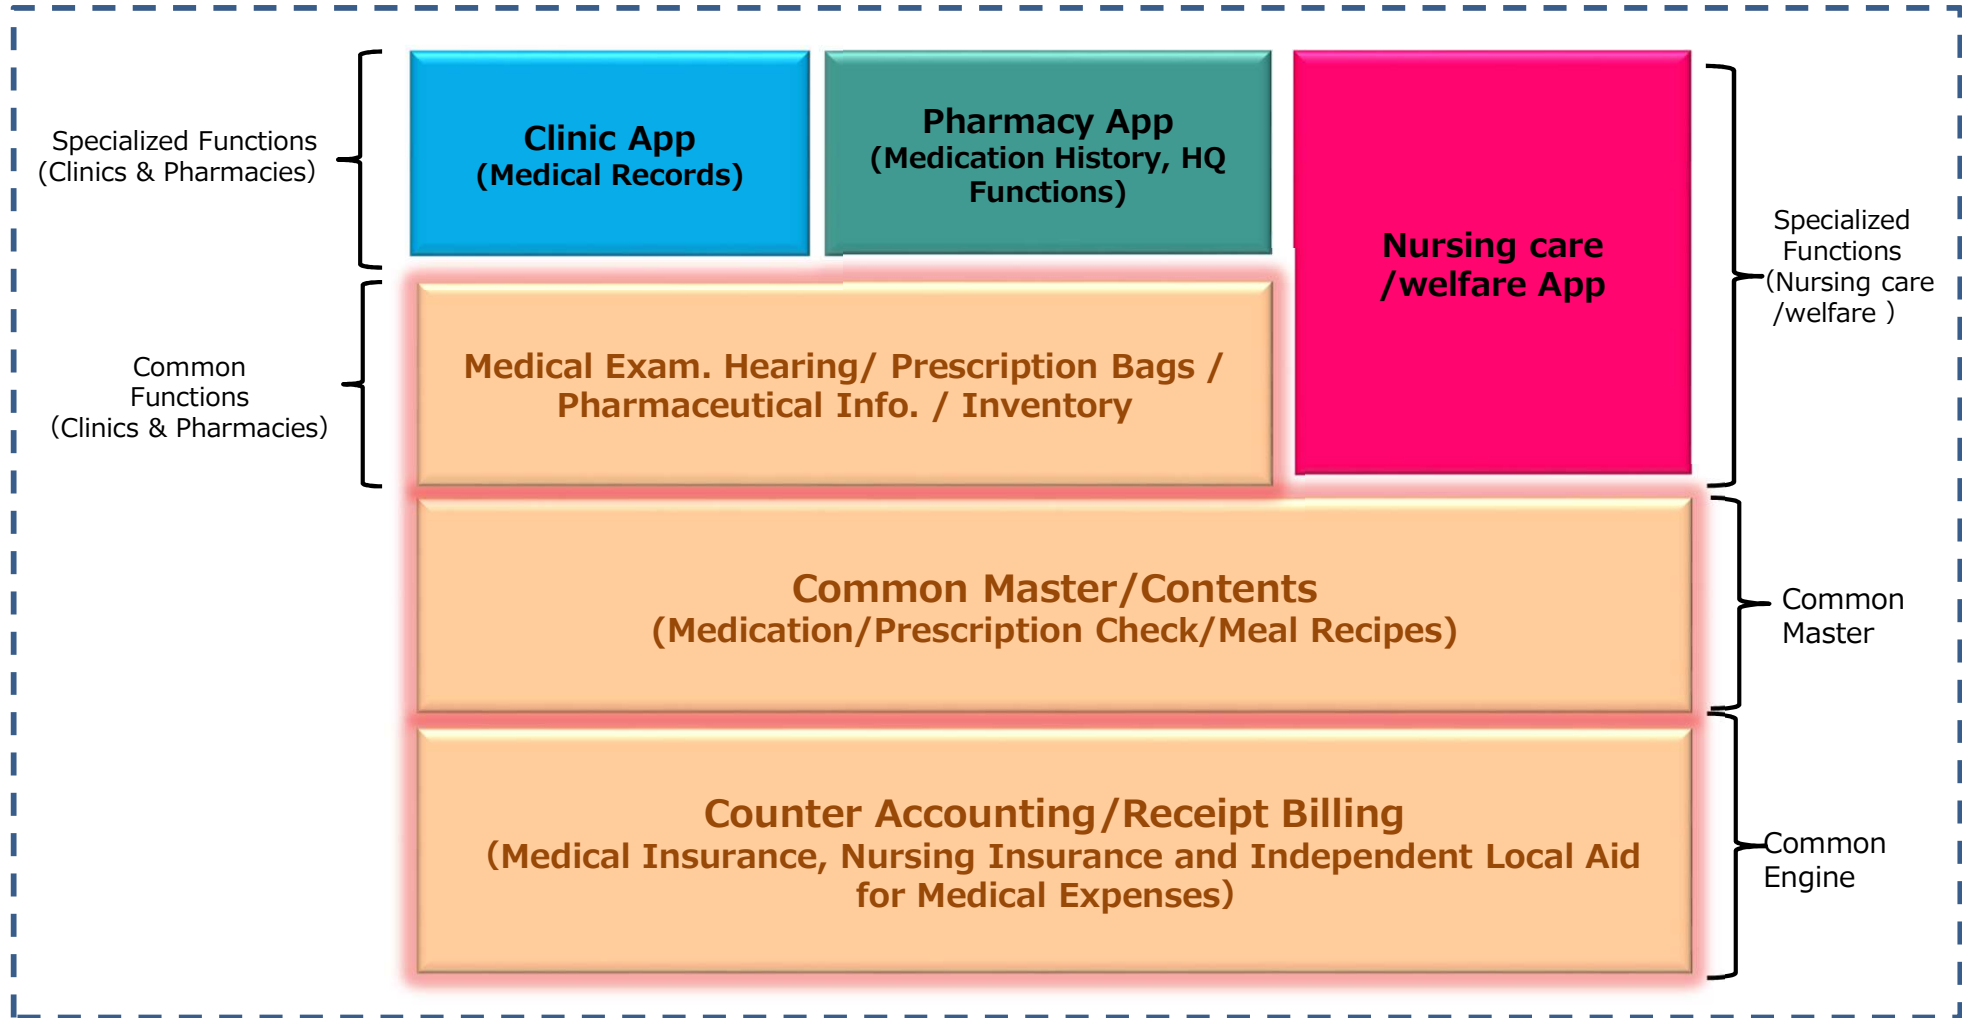 Specialized Functions
(Clinics & Pharmacies)
Clinic App
(Medical Records)
Pharmacy App
(Medication History, HQ
Functions)
Nursing care
/welfare App
Specialized
Functions
(Nursing care
/welfare )
Common
Functions
(Clinics & Pharmacies)
Medical Exam. Hearing/ Prescription Bags /
Pharmaceutical Info. / Inventory
Common Master/Contents
(Medication/Prescription Check/Meal Recipes)
Common
Master
Counter Accounting/Receipt Billing
(Medical Insurance, Nursing Insurance and Independent Local Aid
for Medical Expenses)
Common
Engine